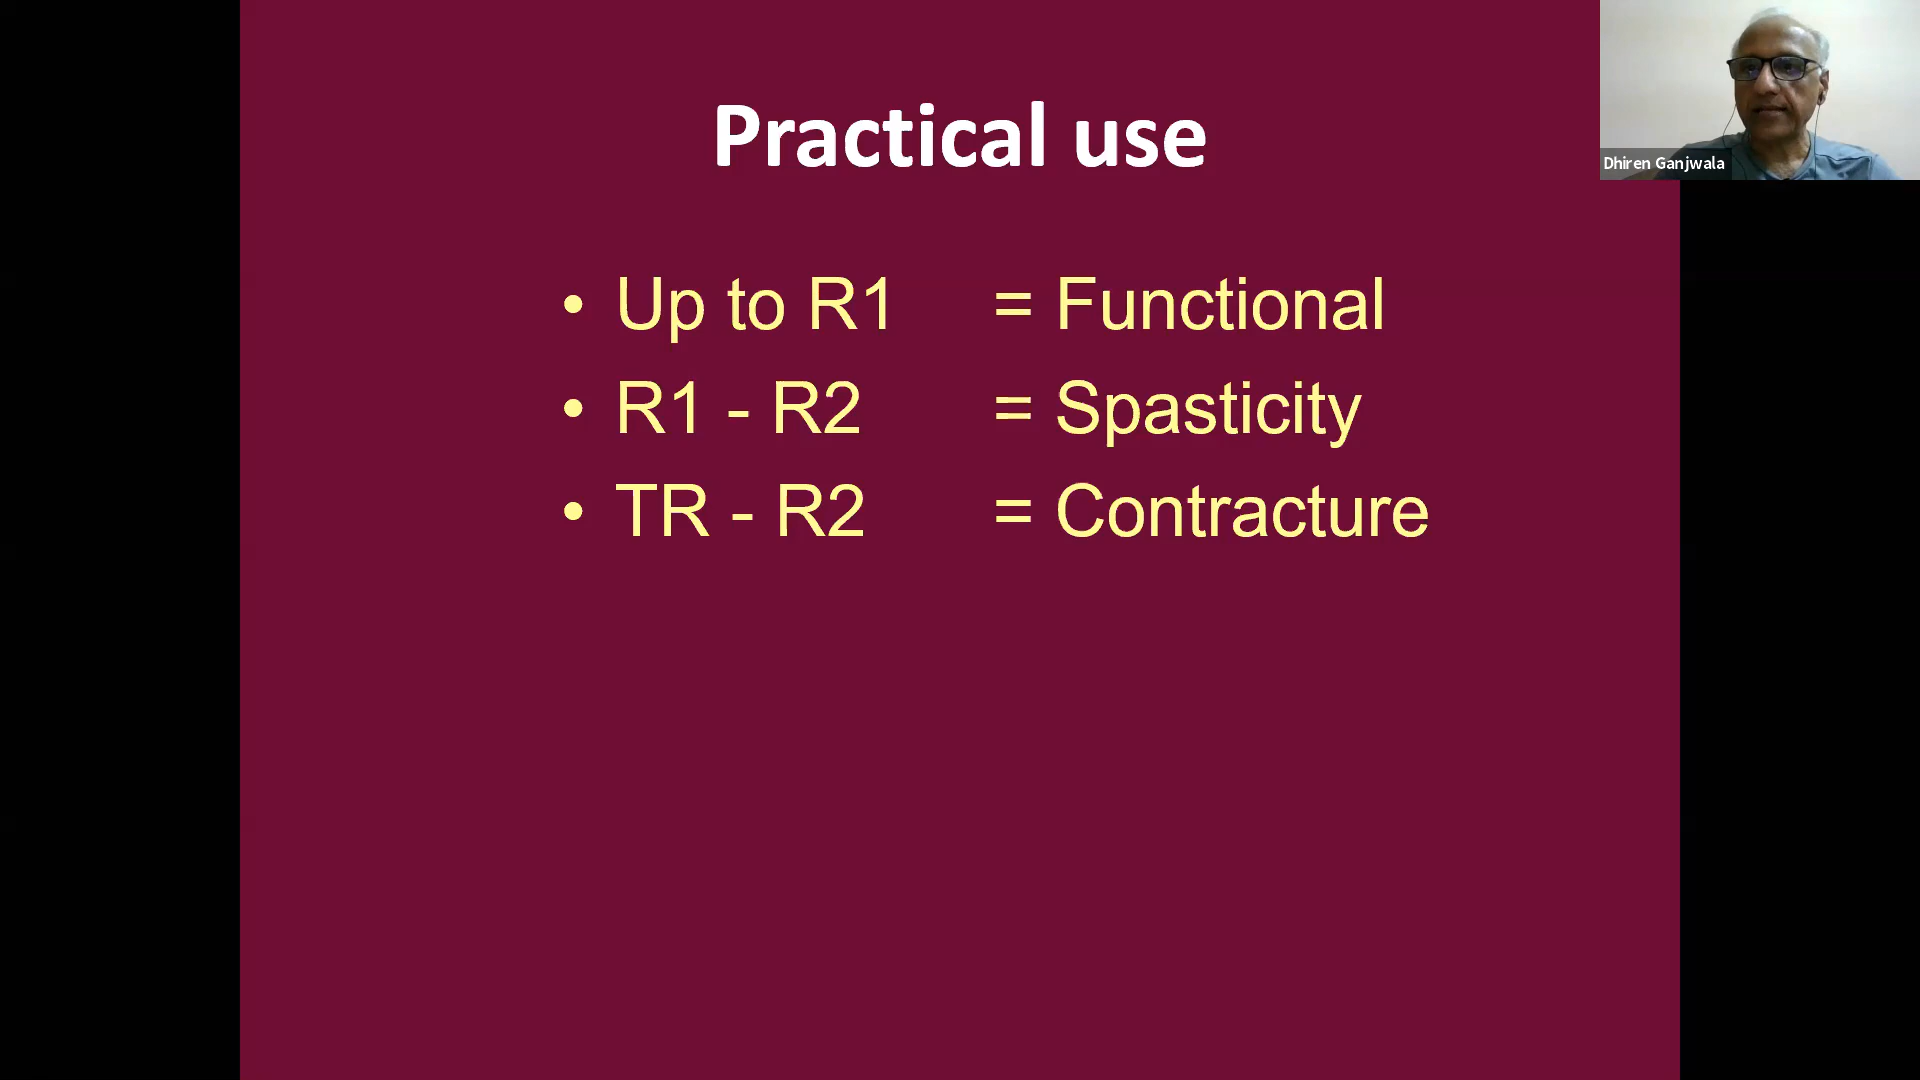 Practical use
Dhiren Ganjwala
• Up to R1 = Functional
• R1 - R2 = Spasticity
• TR - R2 = Contracture